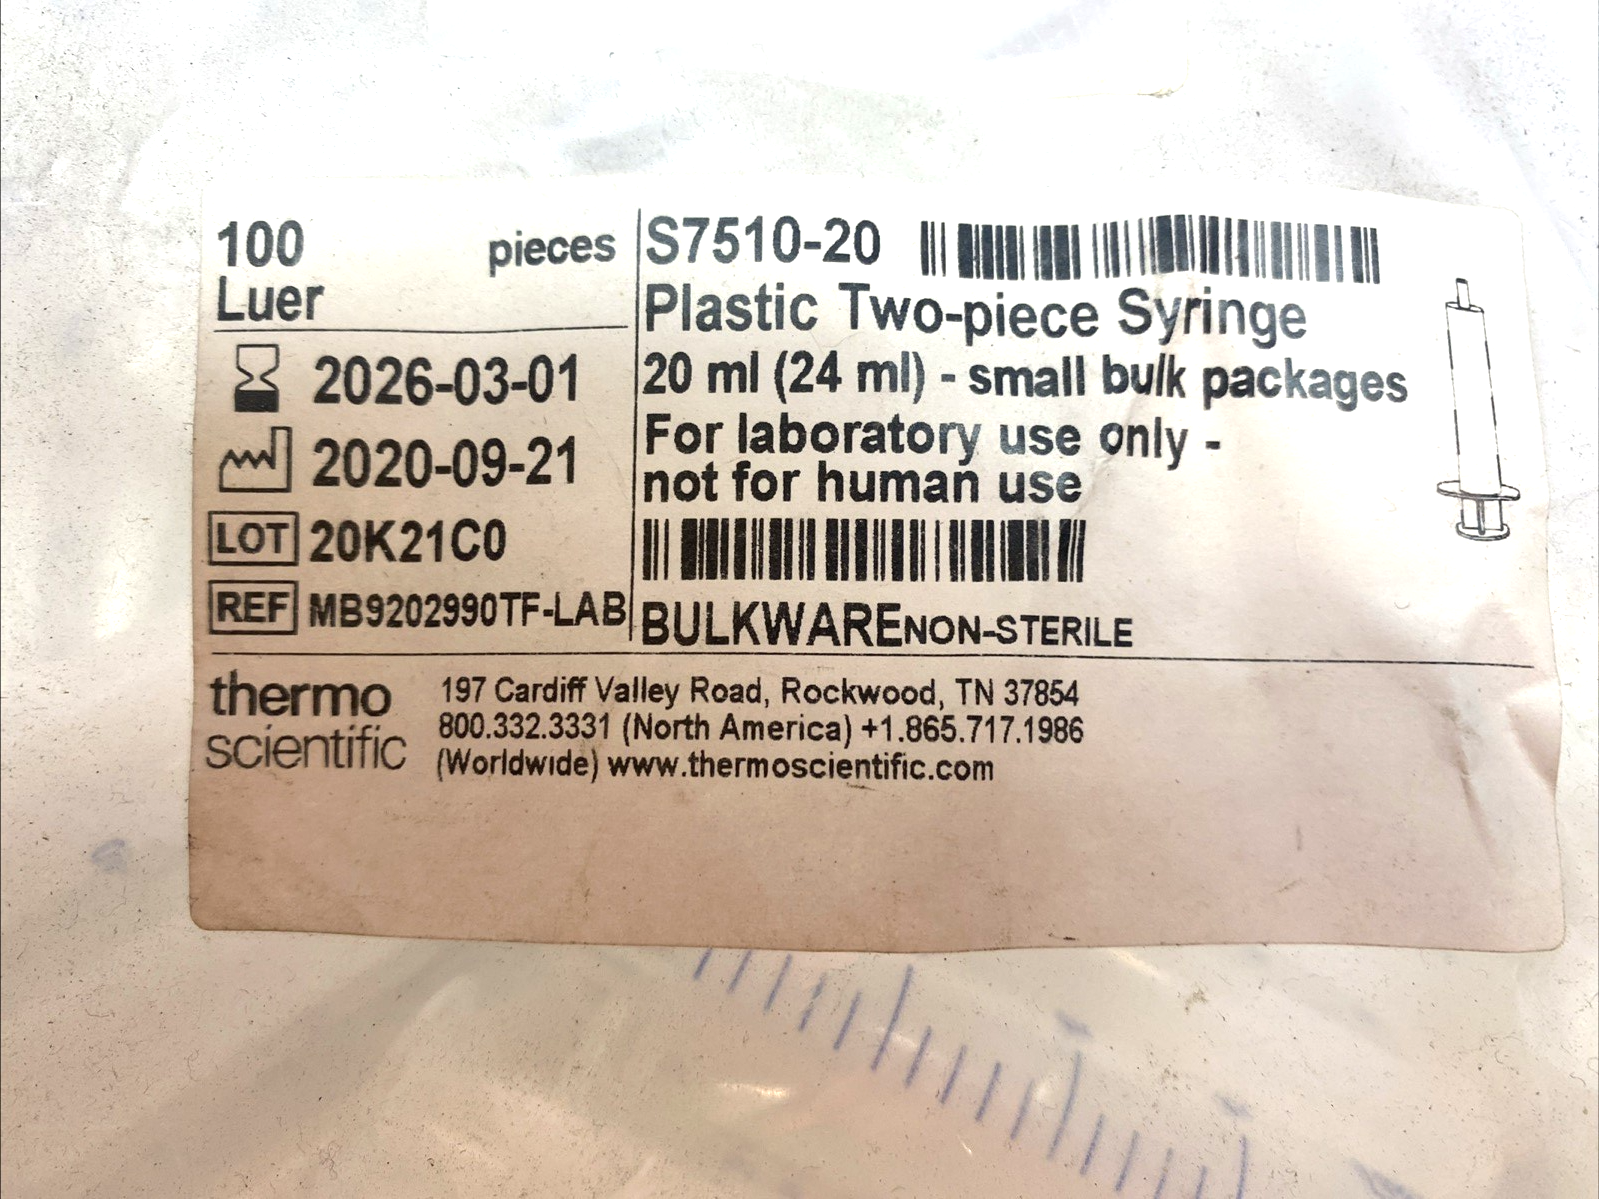 100 pieces
Luer
2026-03-01
2020-09-21
LOT 20K21C0
REF MB9202990TF-LAB
S7510-20
Plastic Two-piece Syringe
20 ml (24 ml) - small bulk packages
For laboratory use only -
not for human use
BULKWARE NON-STERILE
thermo
scientific
197 Cardiff Valley Road, Rockwood, TN 37854
800.332.3331 (North America) +1.865.717.1986
(Worldwide) www.thermoscientific.com